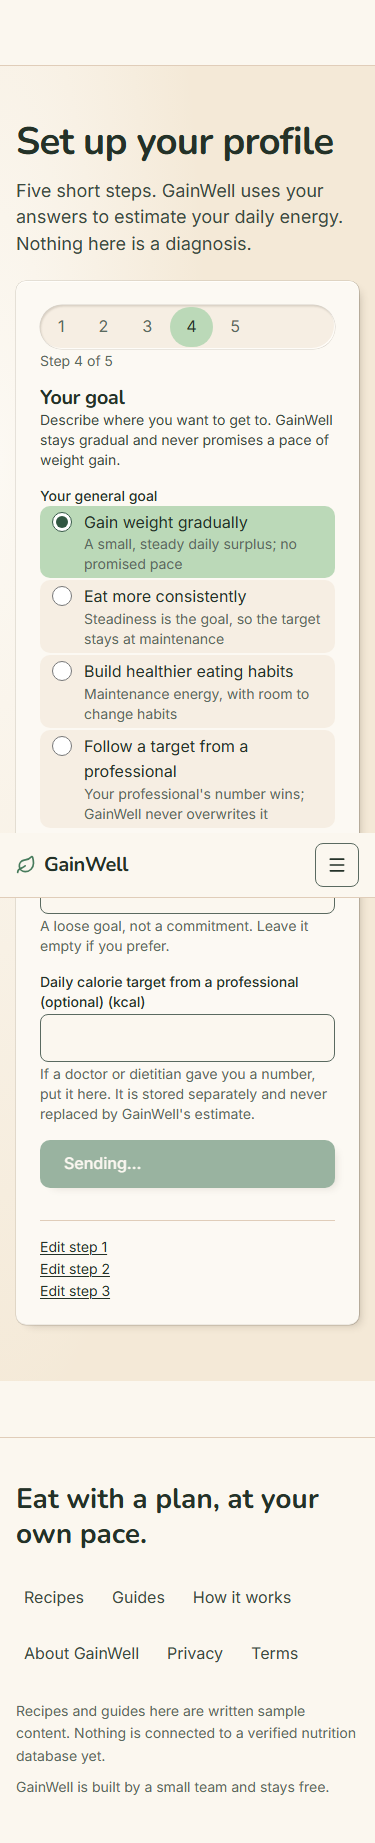 Set up your profile
Five short steps. GainWell uses your
answers to estimate your daily energy.
Nothing here is a diagnosis.
1 2 3 4 5
Step 4 of 5
Your goal
Describe where you want to get to. GainWell
stays gradual and never promises a pace of
weight gain.
Your general goal
Gain weight gradually
A small, steady daily surplus; no
promised pace
Eat more consistently
Steadiness is the goal, so the target
stays at maintenance
Build healthier eating habits
Maintenance energy, with room to
change habits
Follow a target from a
professional
Your professional's number wins;
GainWell never overwrites it
GainWell
A loose goal, not a commitment. Leave it
empty if you prefer.
Daily calorie target from a professional
(optional) (kcal)
If a doctor or dietitian gave you a number,
put it here. It is stored separately and never
replaced by GainWell's estimate.
Sending...
Edit step 1
Edit step 2
Edit step 3
Eat with a plan, at your
own pace.
Recipes Guides How it works
About GainWell Privacy Terms
Recipes and guides here are written sample
content. Nothing is connected to a verified nutrition
database yet.
GainWell is built by a small team and stays free.